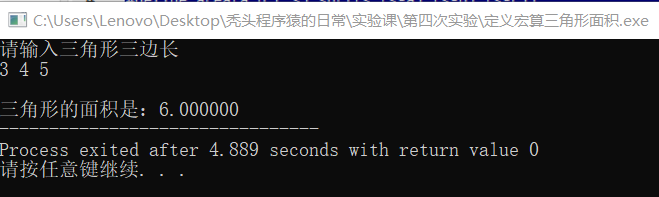 C:\Users\Lenovo\Desktop\秃头程序猿的日常\实验课\第四次实验\定义宏算三角形面积.exe
请输入三角形三边长
3 4 5
三角形的面积是：6.000000
--------------------------------
Process exited after 4.889 seconds with return value 0
请按任意键继续. . .